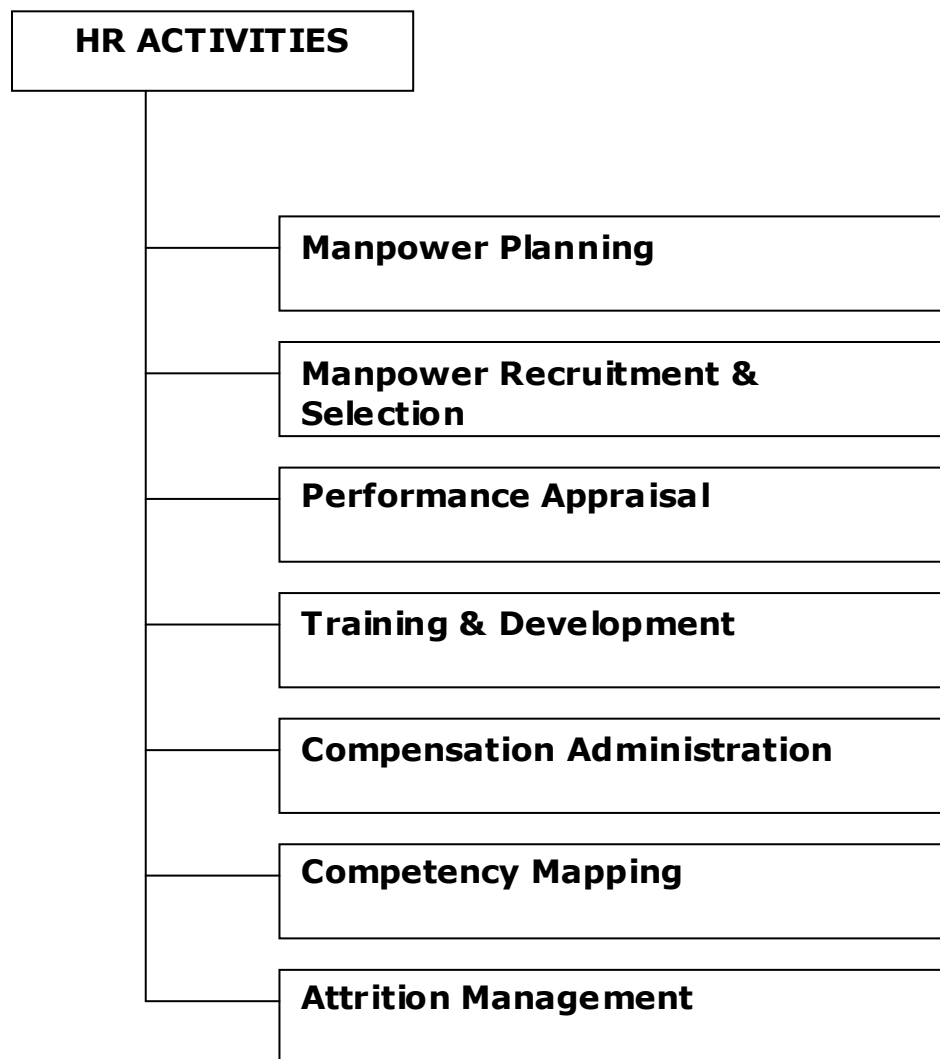 HR ACTIVITIES
Manpower Planning
Manpower Recruitment &
Selection
Performance Appraisal
Training & Development
Compensation Administration
Competency Mapping
Attrition Management